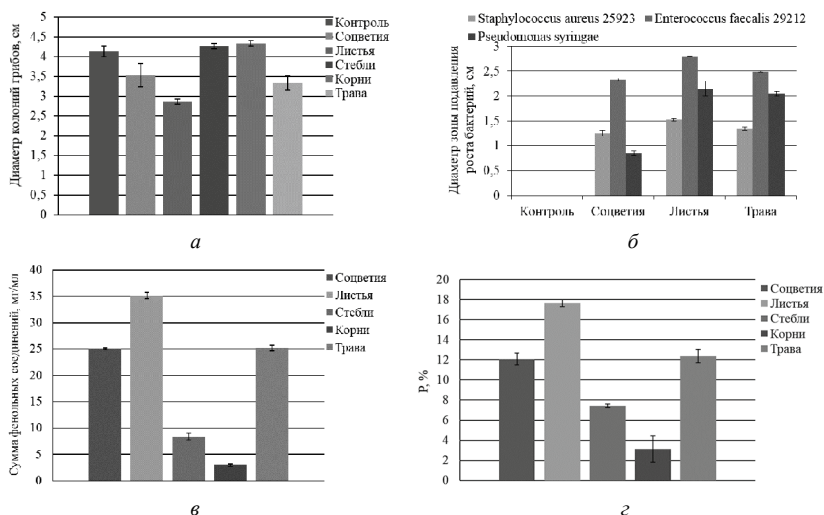 Диаметр колоний грибов, см
5
4,5
4
3,5
3
2,5
2
1,5
1
0,5
0
Контроль
Соцветия
Листья
Стебли
Корни
Трава
а
Staphylococcus aureus 25923
Enterococcus faecalis 29212
Pseudomonas syringae
Диаметр зоны подавления
роста бактерий, см
3
2,5
2
1,5
1
0,5
0
Контроль
Соцветия
Листья
Трава
б
Сумма фенольных соединений, мг/мл
40
35
30
25
20
15
10
5
0
Соцветия
Листья
Стебли
Корни
Трава
в
P, %
20
18
16
14
12
10
8
6
4
2
0
Соцветия
Листья
Стебли
Корни
Трава
г